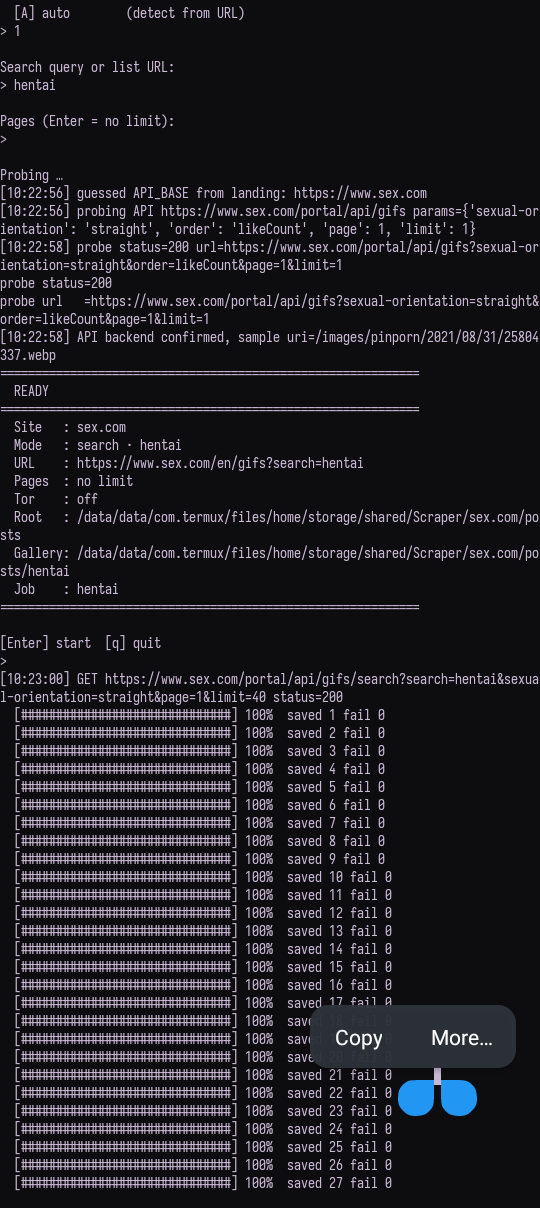 [A] auto        (detect from URL)
> 1
Search query or list URL:
> hentai
Pages (Enter = no limit):
>
Probing …
[10:22:56] guessed API_BASE from landing: https://www.sex.com
[10:22:56] probing API https://www.sex.com/portal/api/gifs params={'sexual-or
ientation': 'straight', 'order': 'likeCount', 'page': 1, 'limit': 1}
[10:22:58] probe status=200 url=https://www.sex.com/portal/api/gifs?sexual-or
ientation=straight&order=likeCount&page=1&limit=1
probe status=200
probe url   =https://www.sex.com/portal/api/gifs?sexual-orientation=straight&
order=likeCount&page=1&limit=1
[10:22:58] API backend confirmed, sample uri=/images/pinporn/2021/08/31/25804
337.webp
════════════════════════════════════════════════════════════
READY
════════════════════════════════════════════════════════════
Site   : sex.com
Mode   : search · hentai
URL    : https://www.sex.com/en/gifs?search=hentai
Pages  : no limit
Tor    : off
Root   : /data/data/com.termux/files/home/storage/shared/Scraper/sex.com/po
sts
Gallery: /data/data/com.termux/files/home/storage/shared/Scraper/sex.com/po
sts/hentai
Job    : hentai
════════════════════════════════════════════════════════════
[Enter] start  [q] quit
>
[10:23:00] GET https://www.sex.com/portal/api/gifs/search?search=hentai&sexua
l-orientation=straight&page=1&limit=40 status=200
[##############################] 100%  saved 1 fail 0
[##############################] 100%  saved 2 fail 0
[##############################] 100%  saved 3 fail 0
[##############################] 100%  saved 4 fail 0
[##############################] 100%  saved 5 fail 0
[##############################] 100%  saved 6 fail 0
[##############################] 100%  saved 7 fail 0
[##############################] 100%  saved 8 fail 0
[##############################] 100%  saved 9 fail 0
[##############################] 100%  saved 10 fail 0
[##############################] 100%  saved 11 fail 0
[##############################] 100%  saved 12 fail 0
[##############################] 100%  saved 13 fail 0
[##############################] 100%  saved 14 fail 0
[##############################] 100%  saved 15 fail 0
[##############################] 100%  saved 16 fail 0
[##############################] 100%  saved 17 fail 0
[##############################] 100%
[##############################] 100%
Copy More...
[##############################] 100%
[##############################] 100%  saved 21 fail 0
[##############################] 100%  saved 22 fail 0
[##############################] 100%  saved 23 fail 0
[##############################] 100%  saved 24 fail 0
[##############################] 100%  saved 25 fail 0
[##############################] 100%  saved 26 fail 0
[##############################] 100%  saved 27 fail 0